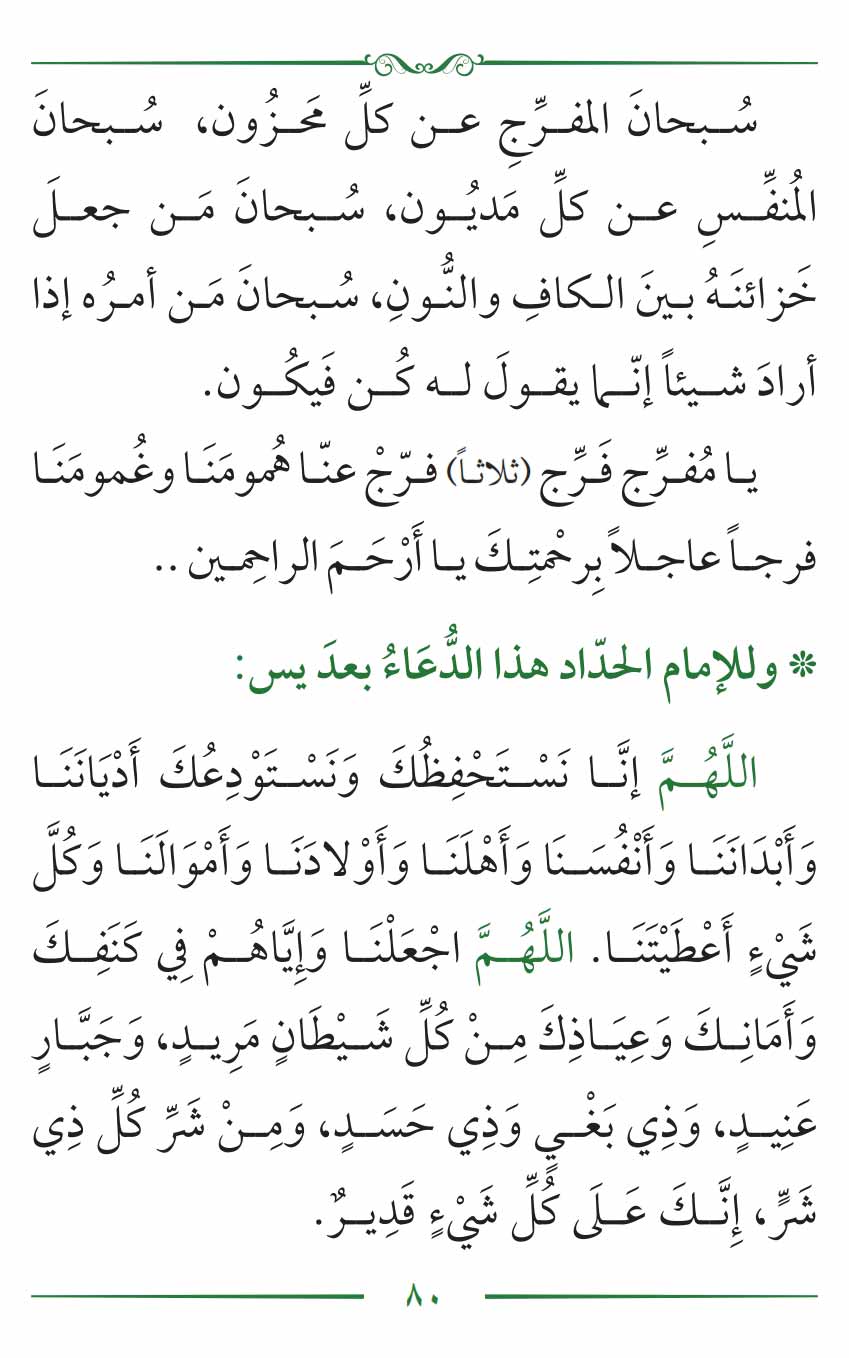 سُبحانَ المفرِّجِ عن كلِّ مَحزُون، سُبحانَ
المُنفِّسِ عن كلِّ مَديُون، سُبحانَ مَن جعلَ
خَزائنَهُ بينَ الكافِ والنُّونِ، سُبحانَ مَن أمرُه إذا
أرادَ شيئاً إنّما يقولَ له كُن فَيكُون.
يا مُفرِّج فَرِّج (ثلاثاً) فرّجْ عنّا هُمومَنَا وغُمومَنَا
فرجاً عاجلاً بِرحْمتِكَ يا أَرْحَمَ الراحِمين ..
❊ وللإمام الحدّاد هذا الدُّعَاءُ بعدَ يس:
اللَّهُمَّ إنَّا نَسْتَحْفِظُكَ وَنَسْتَوْدِعُكَ أَدْيَانَنَا
وَأَبْدَانَنَا وَأَنْفُسَنَا وَأَهْلَنَا وَأَوْلادَنَا وَأَمْوَالَنَا وَكُلَّ
شَيْءٍ أَعْطَيْتَنَا. اللَّهُمَّ اجْعَلْنَا وَإِيَّاهُمْ فِي كَنَفِكَ
وَأَمَانِكَ وَعِيَاذِكَ مِنْ كُلِّ شَيْطَانٍ مَرِيدٍ، وَجَبَّارٍ
عَنِيدٍ، وَذِي بَغْيٍ وَذِي حَسَدٍ، وَمِنْ شَرِّ كُلِّ ذِي
شَرٍّ، إِنَّكَ عَلَى كُلِّ شَيْءٍ قَدِيرٌ.
٨٠